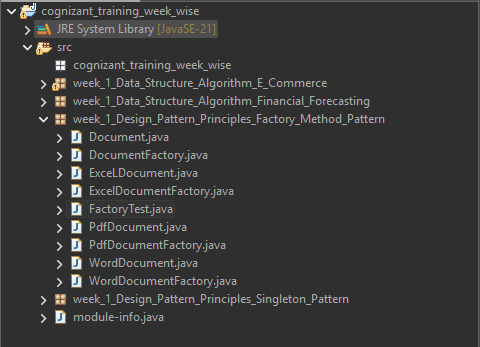 cognizant_training_week_wise
JRE System Library [JavaSE-21]
src
cognizant_training_week_wise
week_1_Data_Structure_Algorithm_E_Commerce
week_1_Data_Structure_Algorithm_Financial_Forecasting
week_1_Design_Pattern_Principles_Factory_Method_Pattern
Document.java
DocumentFactory.java
ExceLDocument.java
ExcelDocumentFactory.java
FactoryTest.java
PdfDocument.java
PdfDocumentFactory.java
WordDocument.java
WordDocumentFactory.java
week_1_Design_Pattern_Principles_Singleton_Pattern
module-info.java